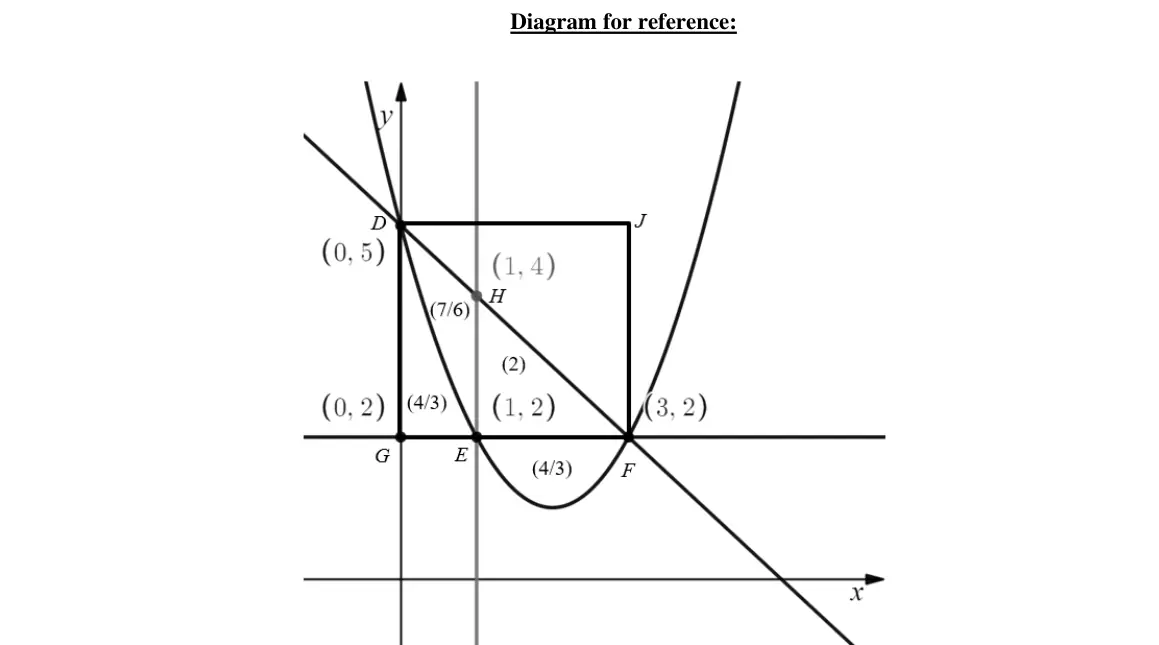 Diagram for reference:
y
D
J
(0, 5)
(1, 4)
H
(7/6)
(2)
(0, 2)
(4/3)
(1, 2)
(3, 2)
G
E
(4/3)
F
x